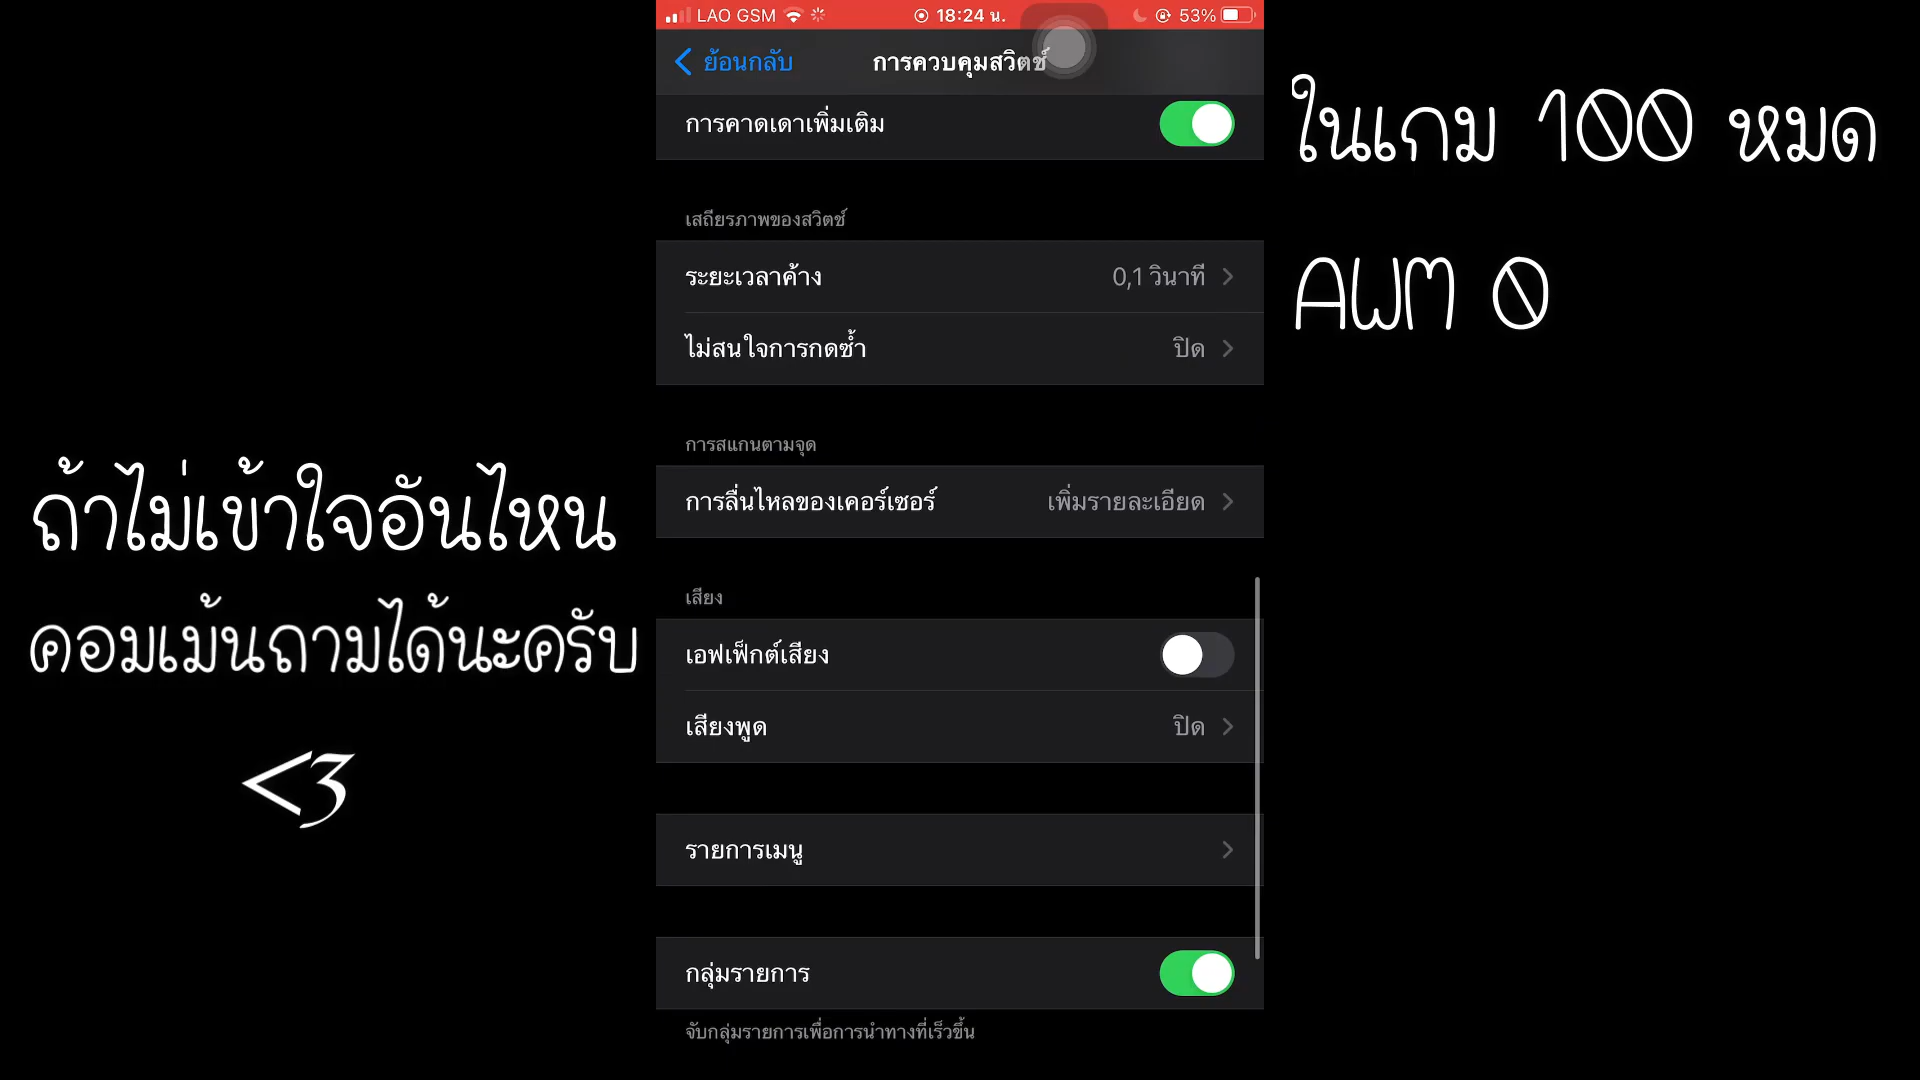 LAO GSM 18:24 น. 53%
ย้อนกลับ การควบคุมสวิตช์
การคาดเดาเพิ่มเติม
เสถียรภาพของสวิตช์
ระยะเวลาค้าง 0,1 วินาที
ไม่สนใจการกดซ้ำ ปิด
การสแกนตามจุด
การลื่นไหลของเคอร์เซอร์ เพิ่มรายละเอียด
เสียง
เอฟเฟ็กต์เสียง
เสียงพูด ปิด
รายการเมนู
กลุ่มรายการ
จับกลุ่มรายการเพื่อการนำทางที่เร็วขึ้น
ถ้าไม่เข้าใจอันไหน
คอมเม้นถามได้นะครับ
<3
ในเกม 100 หมด
AWM 0